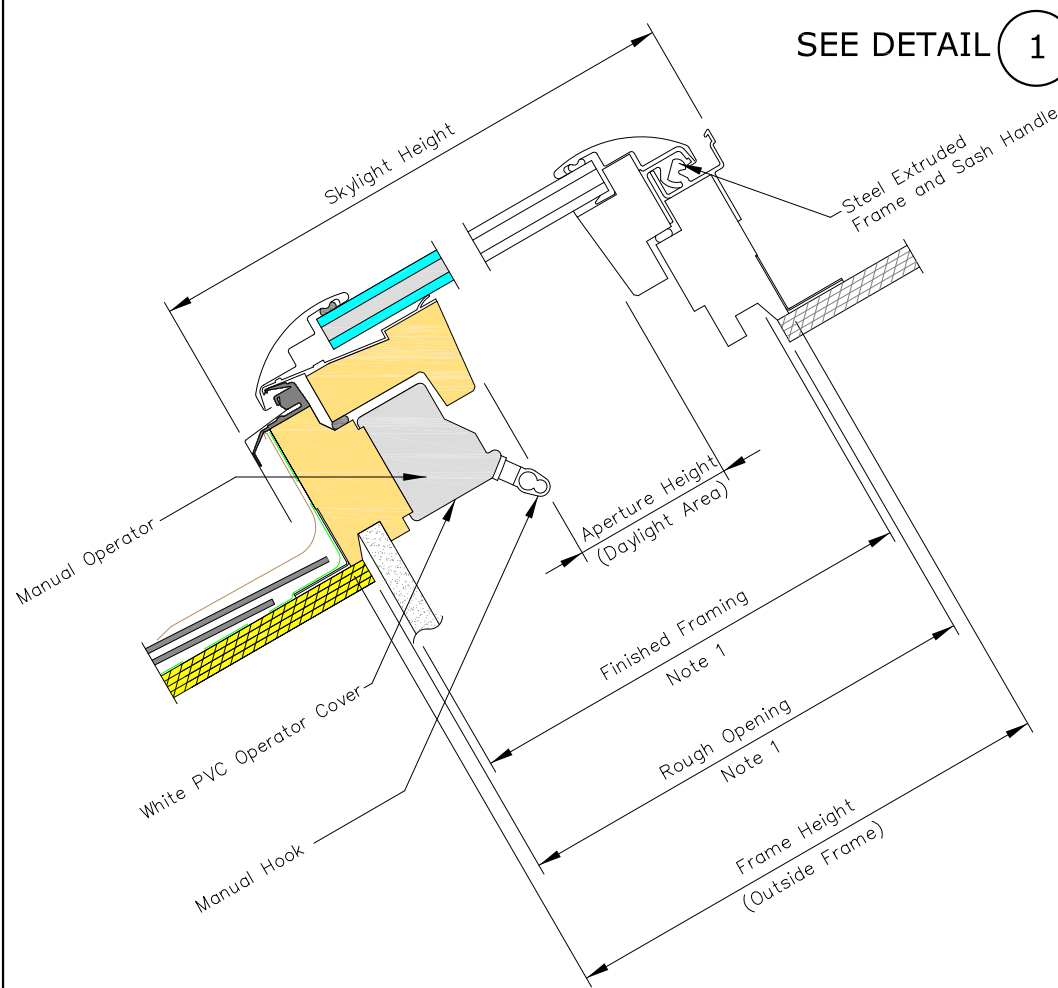 SEE DETAIL 1
Skylight Height
Steel Extruded
Frame and Sash Handle
Manual Operator
Aperture Height
(Daylight Area)
Finished Framing
Note 1
White PVC Operator Cover
Rough Opening
Note 1
Manual Hook
Frame Height
(Outside Frame)